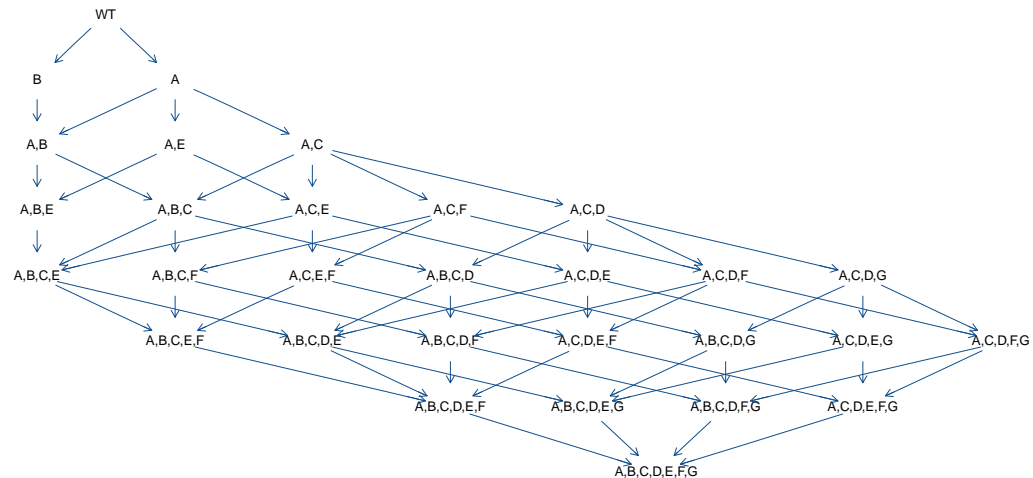 WT
B A
A,B A,E A,C
A,B,E A,B,C A,C,E A,C,F A,C,D
A,B,C,E A,B,C,F A,C,E,F A,B,C,D A,C,D,E A,C,D,F A,C,D,G
A,B,C,E,F A,B,C,D,E A,B,C,D,F A,C,D,E,F A,B,C,D,G A,C,D,E,G A,C,D,F,G
A,B,C,D,E,F A,B,C,D,E,G A,B,C,D,F,G A,C,D,E,F,G
A,B,C,D,E,F,G